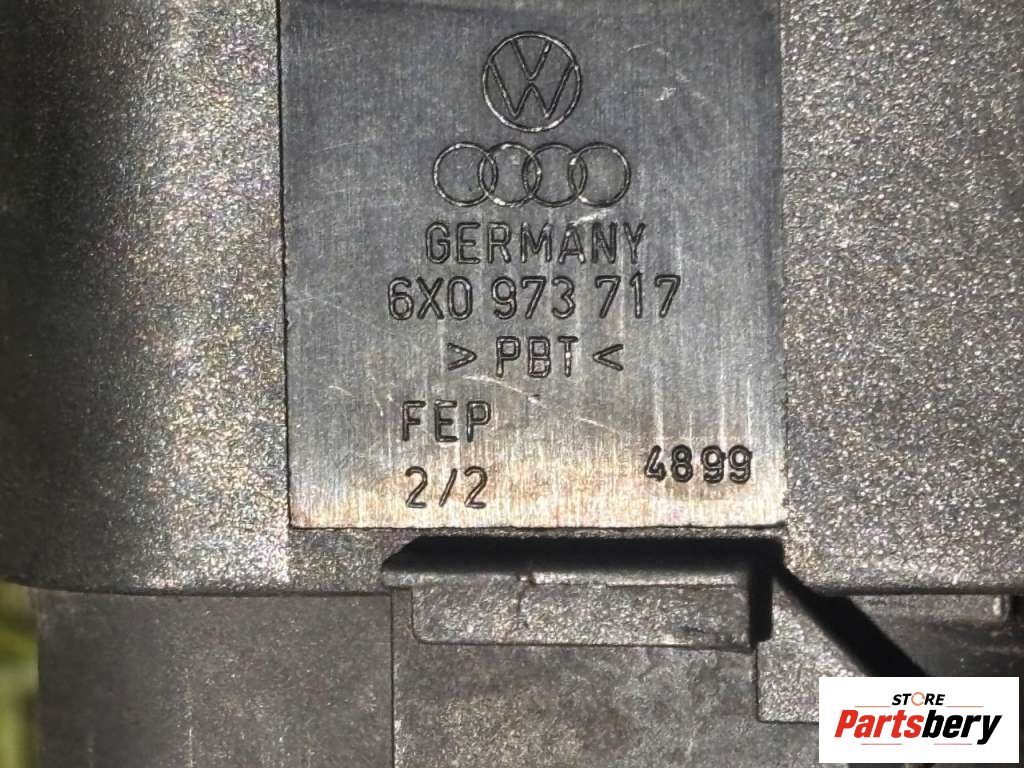 GERMANY
6X0 973 717
> PBT <
FEP
2/2
4899
STORE
Partsbery